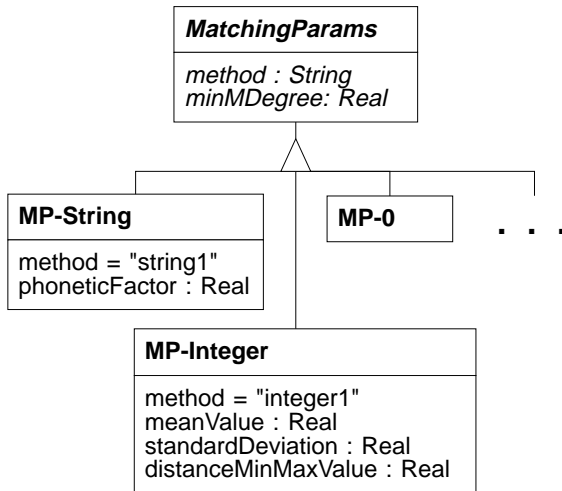 MatchingParams
method : String
minMDegree: Real
MP-String
method = "string1"
phoneticFactor : Real
MP-0
. . .
MP-Integer
method = "integer1"
meanValue : Real
standardDeviation : Real
distanceMinMaxValue : Real